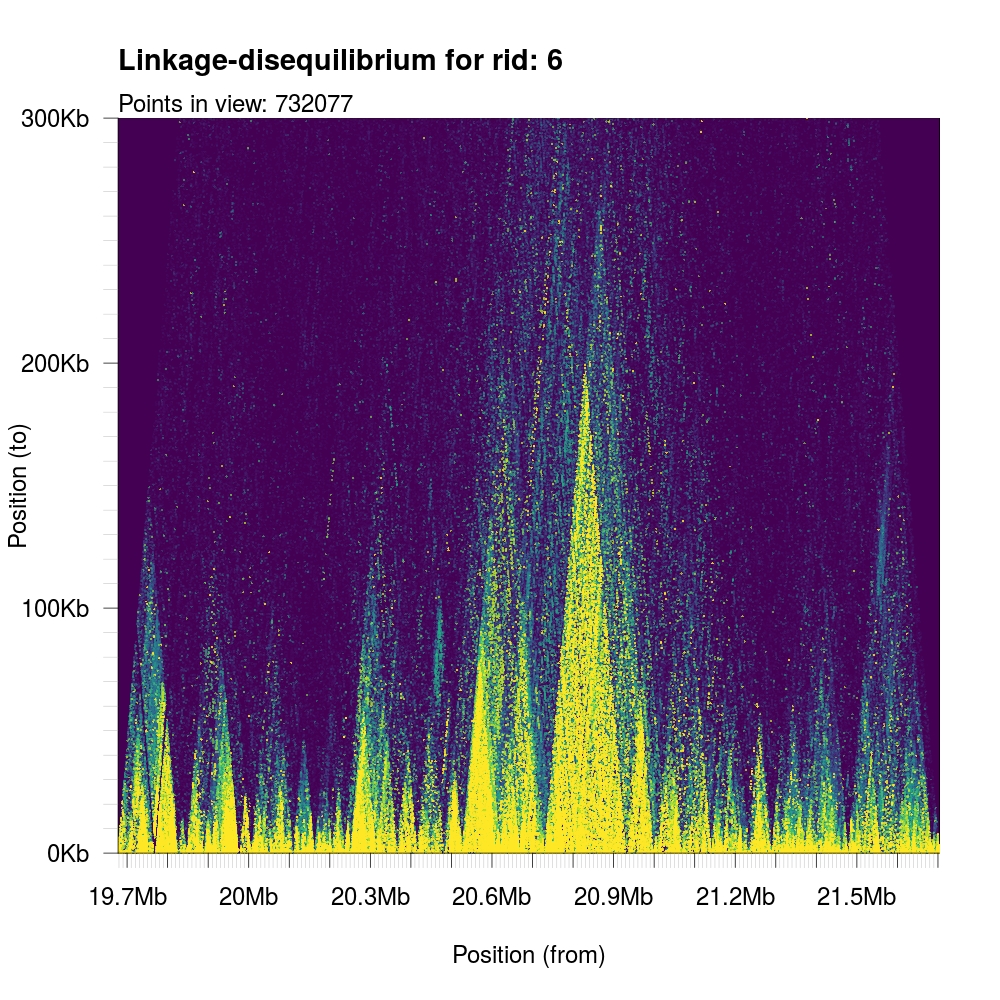 Linkage-disequilibrium for rid: 6
Points in view: 732077
300Kb
200Kb
100Kb
0Kb
Position (to)
19.7Mb 20Mb 20.3Mb 20.6Mb 20.9Mb 21.2Mb 21.5Mb
Position (from)